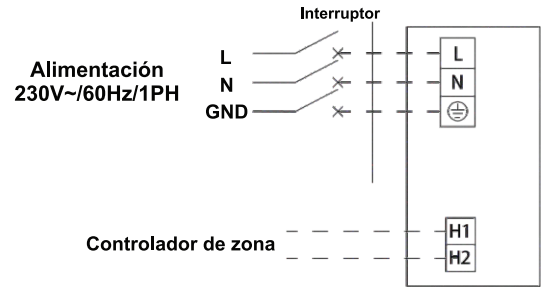 Interruptor
Alimentación
230V~/60Hz/1PH
L
N
GND
L
N
Controlador de zona
H1
H2